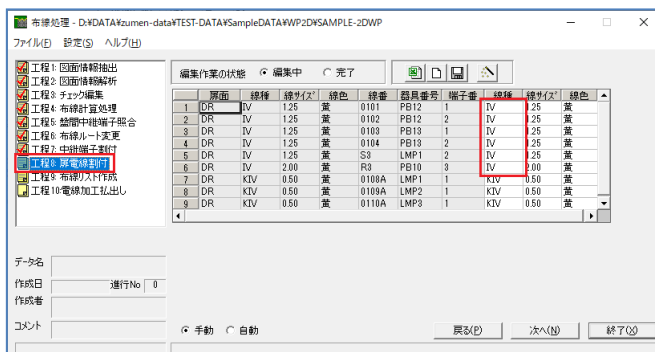 布線処理 - D:¥DATA¥zumen-data¥TEST-DATA¥SampleDATA¥WP2D¥SAMPLE-2DWP
ファイル(F) 設定(S) ヘルプ(H)
工程1: 図面情報抽出
工程2: 図面情報解析
工程3: チェック編集
工程4: 布線計算処理
工程5: 盤間中継端子照合
工程6: 布線ルート変更
工程7: 中継端子割付
工程8: 扉電線割付
工程9: 布線リスト作成
工程10:電線加工払出し
編集作業の状態 編集中 完了
扉面 線種 線サイズ 線色 線番 器具番号 端子番 線種 線サイズ 線色
1 DR IV 1.25 黄 0101 PB12 1 IV 1.25 黄
2 DR IV 1.25 黄 0102 PB12 2 IV 1.25 黄
3 DR IV 1.25 黄 0103 PB13 1 IV 1.25 黄
4 DR IV 1.25 黄 0104 PB13 2 IV 1.25 黄
5 DR IV 1.25 黄 S3 LMP1 2 IV 1.25 黄
6 DR IV 2.00 黄 R3 PB10 3 IV 2.00 黄
7 DR KIV 0.50 黄 0108A LMP1 1 KIV 0.50 黄
8 DR KIV 0.50 黄 0109A LMP2 1 KIV 0.50 黄
9 DR KIV 0.50 黄 0110A LMP3 1 KIV 0.50 黄
データ名
作成日 進行No 0
作成者
コメント
手動 自動 戻る(P) 次へ(N) 終了(X)